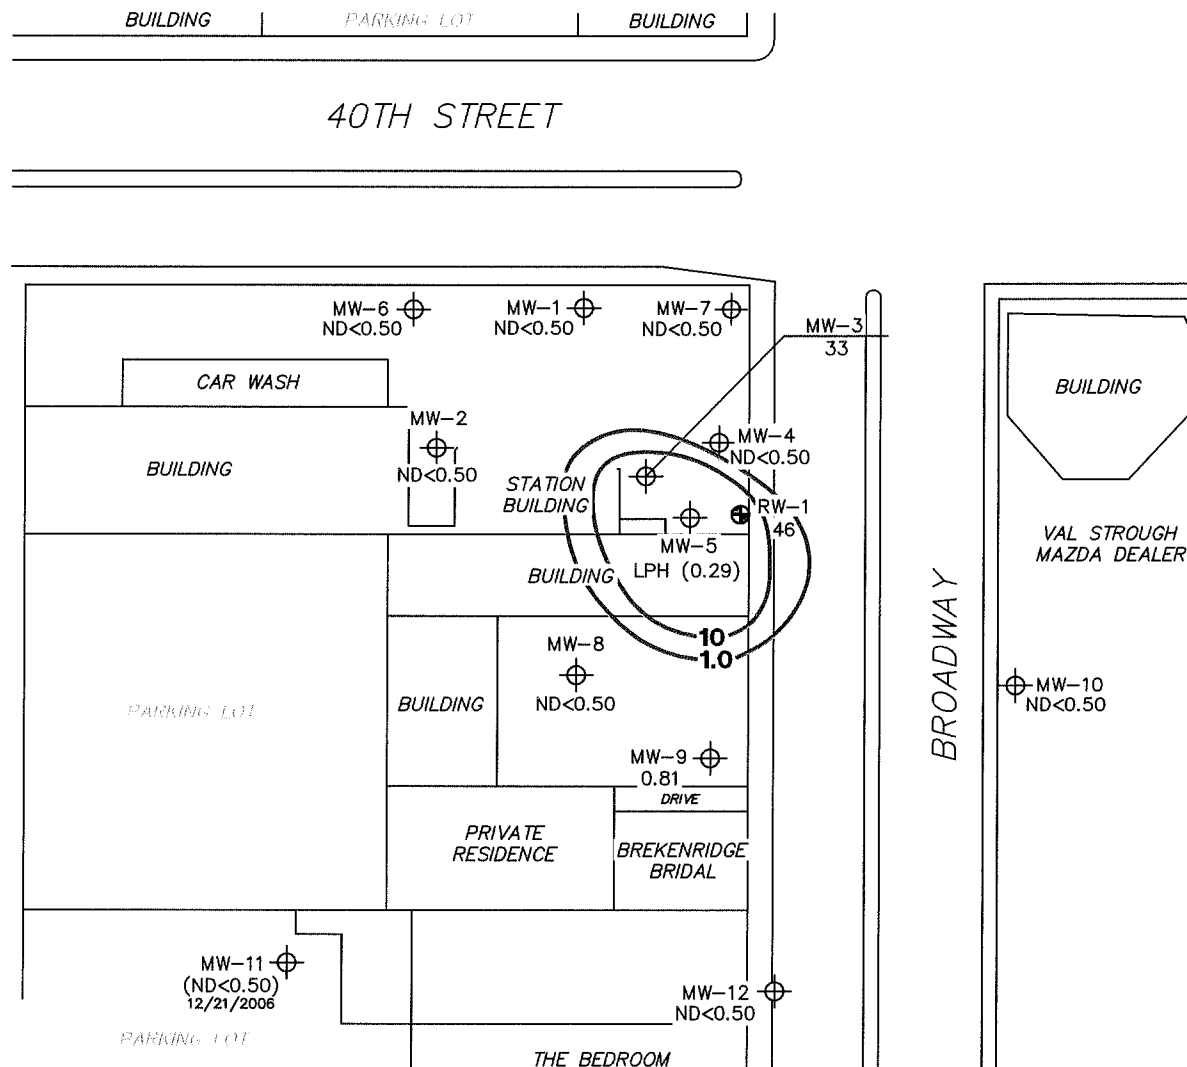 BUILDING
PARKING LOT
BUILDING
40TH STREET
MW-6
ND<0.50
MW-1
ND<0.50
MW-7
ND<0.50
MW-3
33
CAR WASH
BUILDING
MW-2
ND<0.50
BUILDING
MW-4
ND<0.50
STATION
BUILDING
RW-1
46
MW-5
LPH (0.29)
BUILDING
VAL STROUGH
MAZDA DEALER
10
1.0
BROADWAY
MW-8
ND<0.50
BUILDING
PARKING LOT
MW-10
ND<0.50
MW-9
0.81
DRIVE
PRIVATE
RESIDENCE
BREKENRIDGE
BRIDAL
MW-11
(ND<0.50)
12/21/2006
MW-12
ND<0.50
PARKING LOT
THE BEDROOM